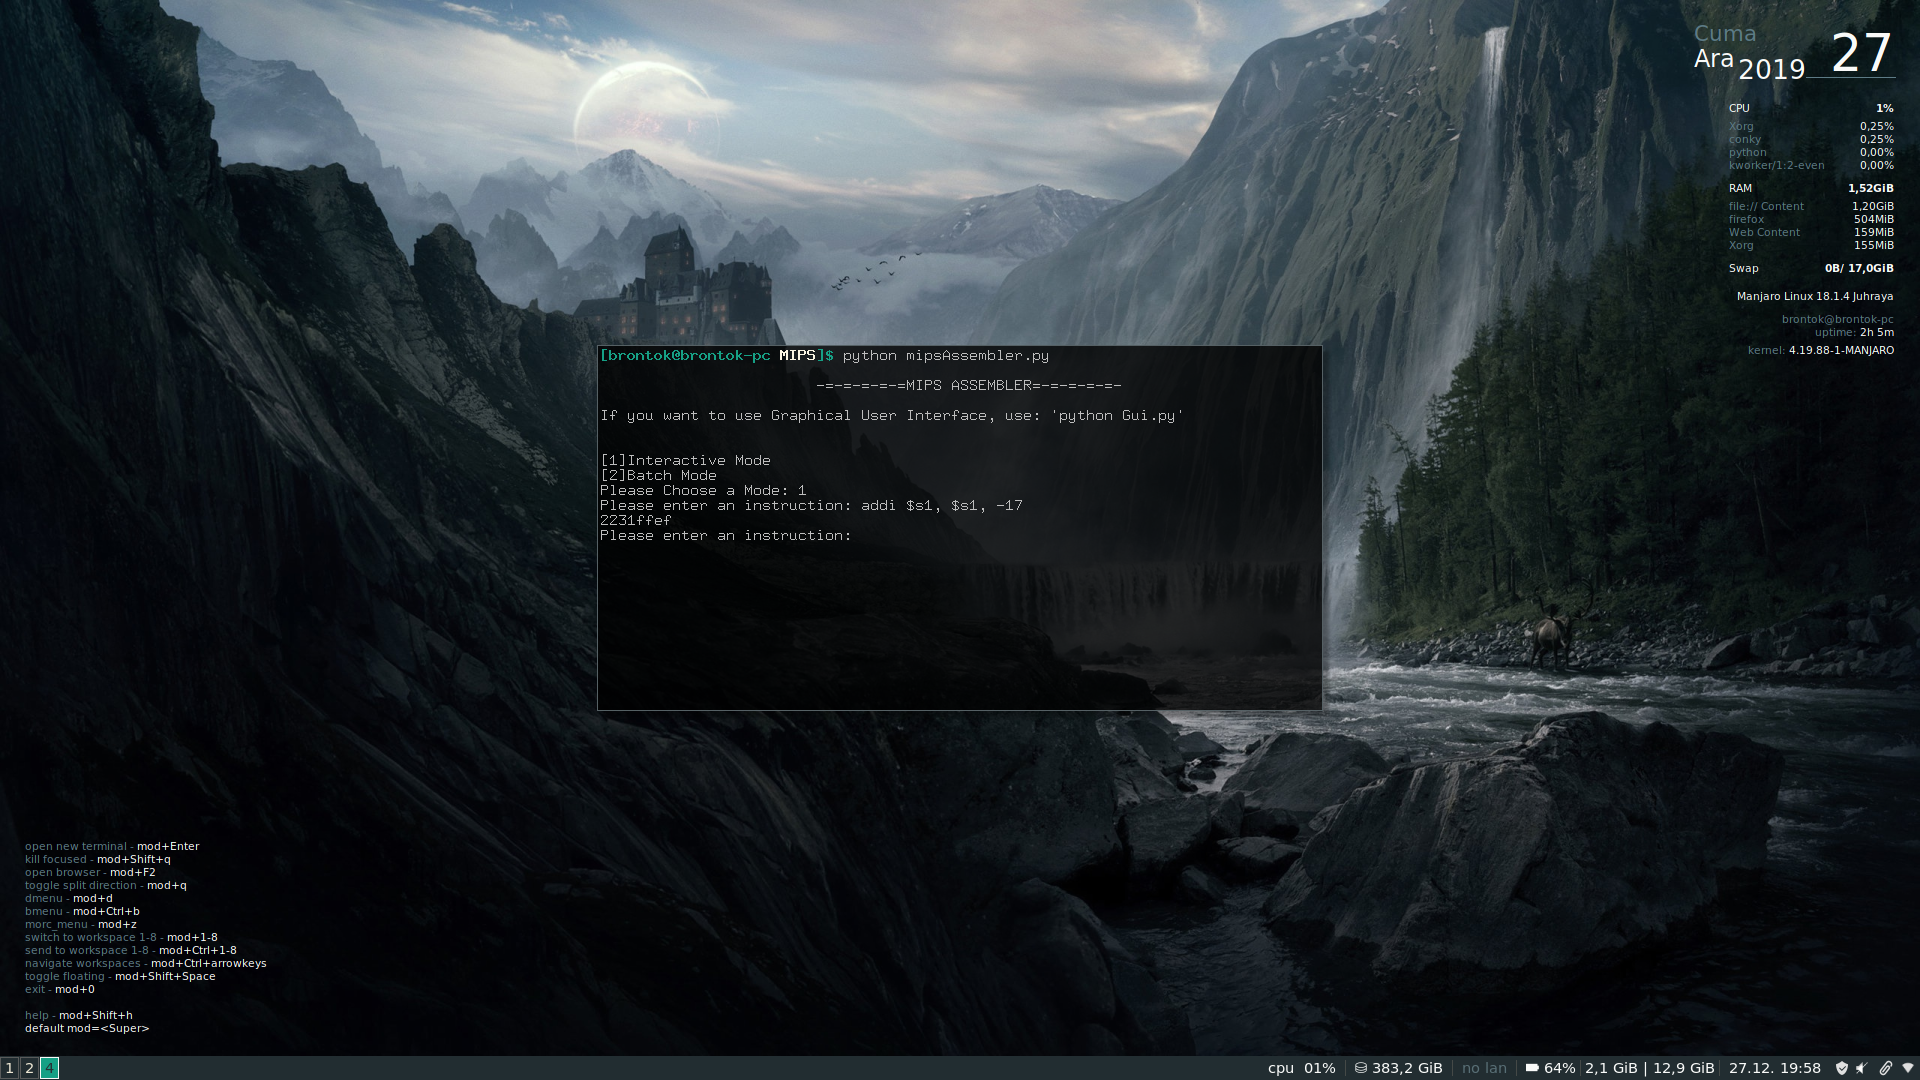 [brontok@brontok-pc MIPS]$ python mipsAssembler.py
-=-=-=-=-=MIPS ASSEMBLER=-=-=-=-=-
If you want to use Graphical User Interface, use: 'python Gui.py'
[1]Interactive Mode
[2]Batch Mode
Please Choose a Mode: 1
Please enter an instruction: addi $s1, $s1, -17
2231ffef
Please enter an instruction:
Cuma
Ara 2019 27
CPU 1%
Xorg 0,25%
conky 0,25%
python 0,00%
kworker/1:2-even 0,00%
RAM 1,52GiB
file:// Content 1,20GiB
firefox 504MiB
Web Content 159MiB
Xorg 155MiB
Swap 0B/ 17,0GiB
Manjaro Linux 18.1.4 Juhraya
brontok@brontok-pc
uptime: 2h 5m
kernel: 4.19.88-1-MANJARO
open new terminal - mod+Enter
kill focused - mod+Shift+q
open browser - mod+F2
toggle split direction - mod+q
dmenu - mod+d
bmenu - mod+Ctrl+b
morc_menu - mod+z
switch to workspace 1-8 - mod+1-8
send to workspace 1-8 - mod+Ctrl+1-8
navigate workspaces - mod+Ctrl+arrowkeys
toggle floating - mod+Shift+Space
exit - mod+0
help - mod+Shift+h
default mod=<Super>
1 2 4 cpu 01% 383,2 GiB no lan 64% 2,1 GiB | 12,9 GiB 27.12. 19:58